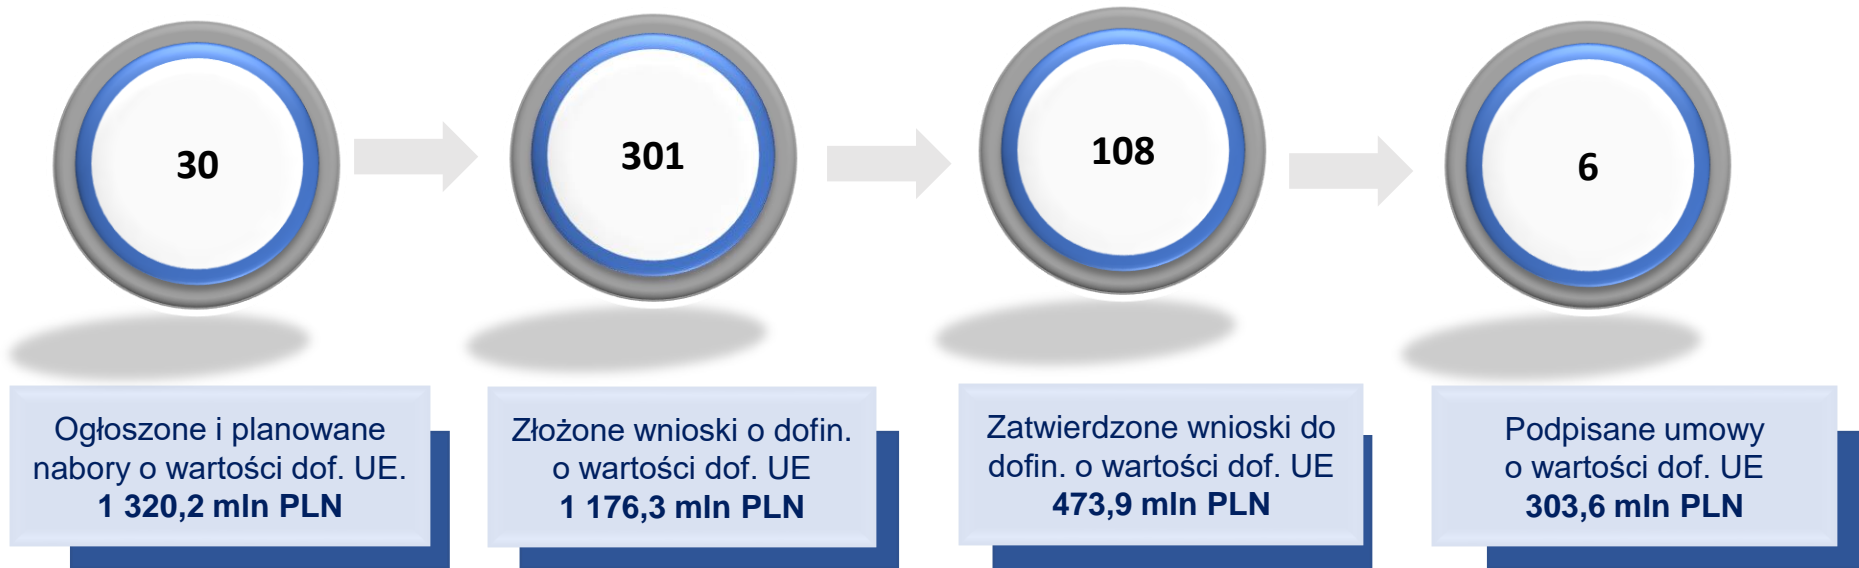 30
301
108
6
Ogłoszone i planowane
nabory o wartości dof. UE.
1 320,2 mln PLN
Złożone wnioski o dofin.
o wartości dof. UE
1 176,3 mln PLN
Zatwierdzone wnioski do
dofin. o wartości dof. UE
473,9 mln PLN
Podpisane umowy
o wartości dof. UE
303,6 mln PLN